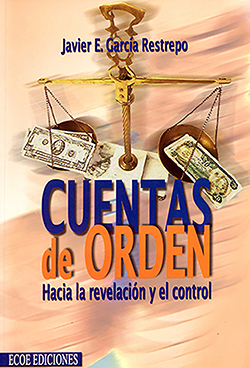 Javier E. García Restrepo
CUENTAS
de ORDEN
Hacia la revelación y el control
ECOE EDICIONES